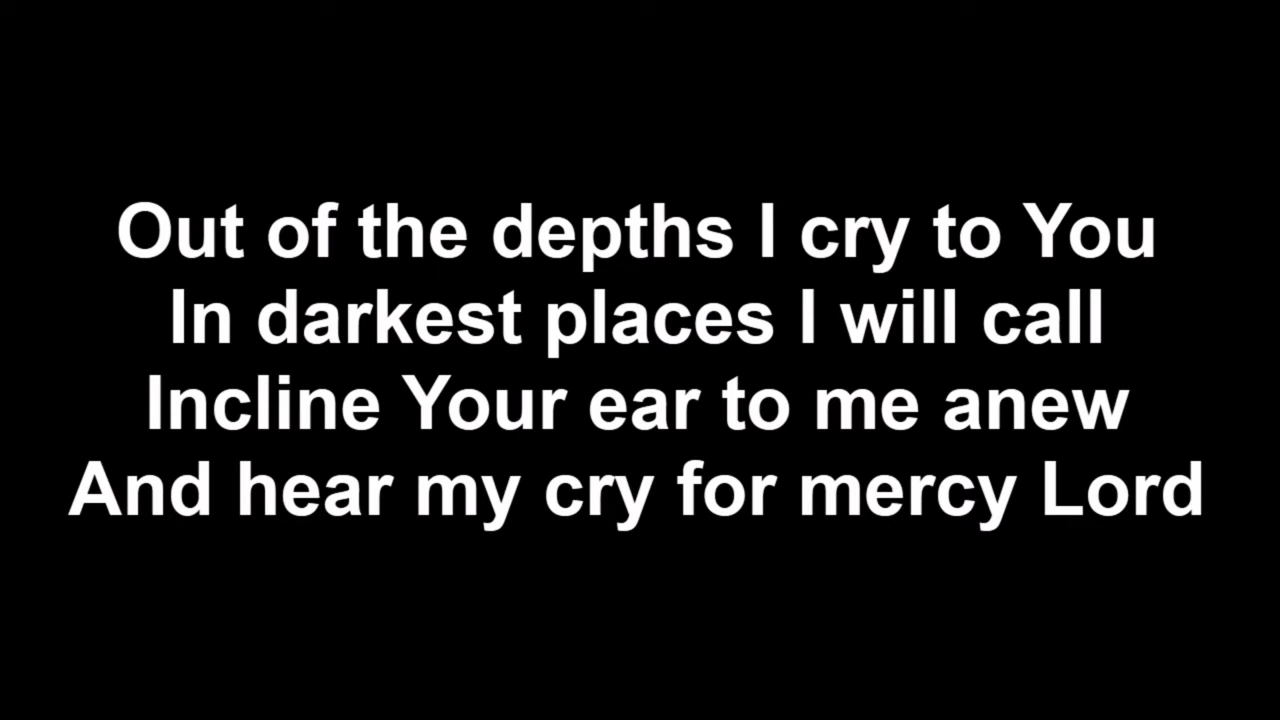 Out of the depths I cry to You
In darkest places I will call
Incline Your ear to me anew
And hear my cry for mercy Lord